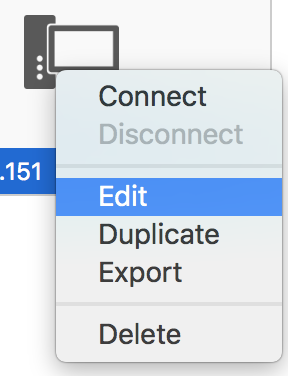 Connect
Disconnect
.151
Edit
Duplicate
Export
Delete